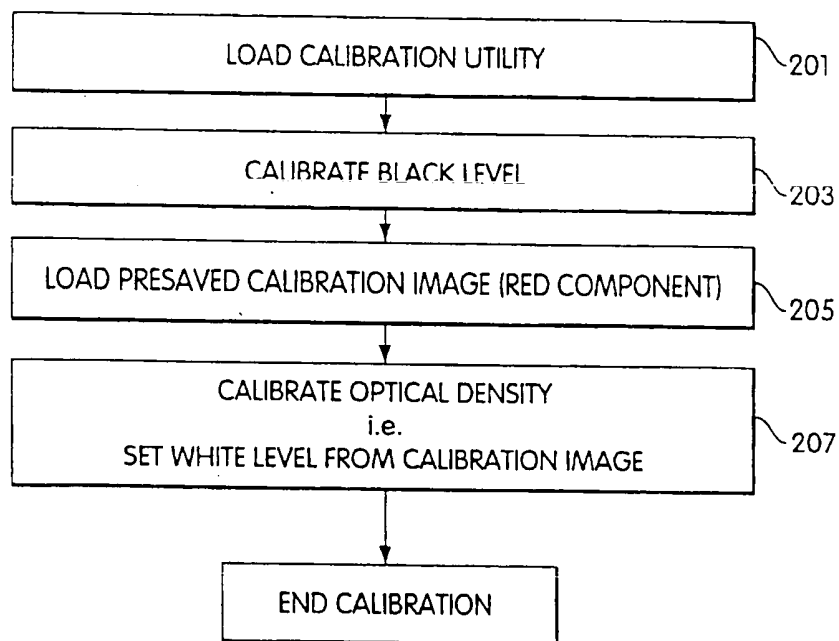 LOAD CALIBRATION UTILITY
201
CALIBRATE BLACK LEVEL
203
LOAD PRESAVED CALIBRATION IMAGE (RED COMPONENT)
205
CALIBRATE OPTICAL DENSITY
i.e.
SET WHITE LEVEL FROM CALIBRATION IMAGE
207
END CALIBRATION